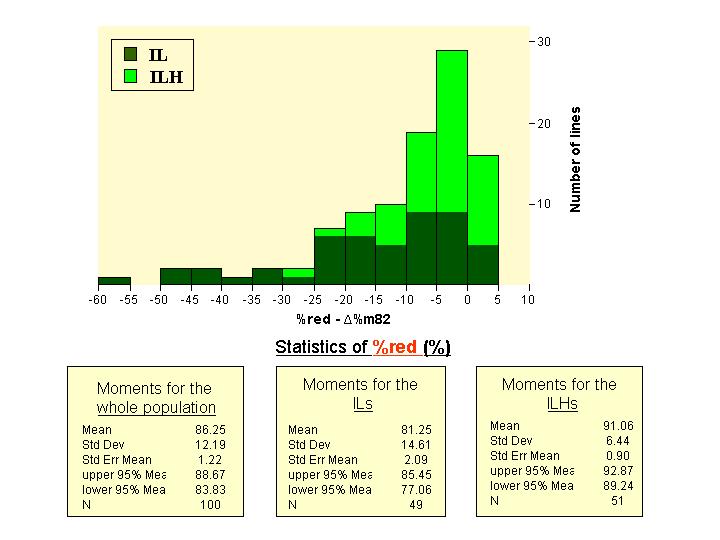 IL
ILH
30
20
10
Number of lines
-60 -55 -50 -45 -40 -35 -30 -25 -20 -15 -10 -5 0 5 10
%red - Δ%m82
Statistics of %red (%)
Moments for the
whole population
Mean 86.25
Std Dev 12.19
Std Err Mean 1.22
upper 95% Mea 88.67
lower 95% Mea 83.83
N 100
Moments for the
ILs
Mean 81.25
Std Dev 14.61
Std Err Mean 2.09
upper 95% Mea 85.45
lower 95% Mea 77.06
N 49
Moments for the
ILHs
Mean 91.06
Std Dev 6.44
Std Err Mean 0.90
upper 95% Mea 92.87
lower 95% Mea 89.24
N 51